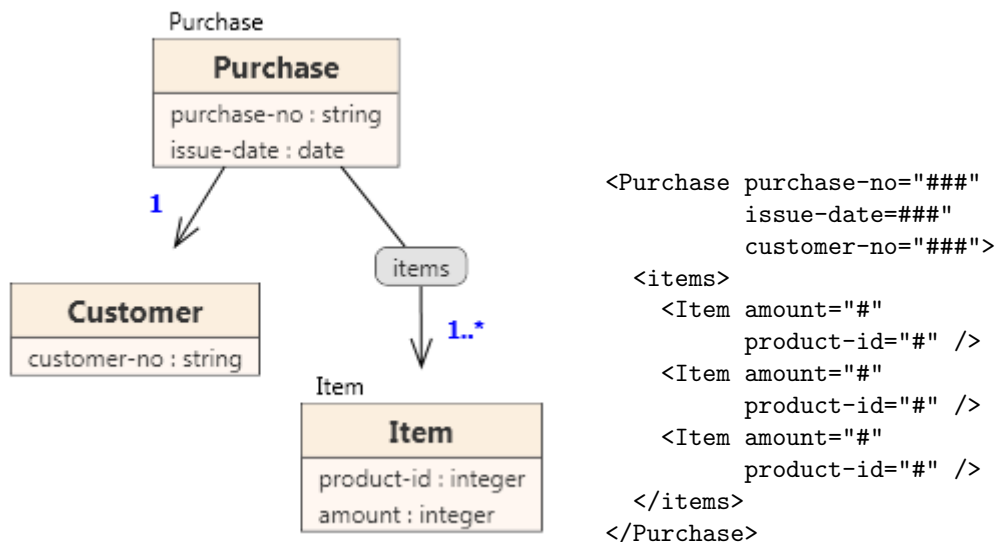 Purchase
Purchase
purchase-no : string
issue-date : date
1
items
Customer
customer-no : string
1..*
Item
Item
product-id : integer
amount : integer
<Purchase purchase-no="###"
issue-date=###"
customer-no="###">
<items>
<Item amount="#"
product-id="#" />
<Item amount="#"
product-id="#" />
<Item amount="#"
product-id="#" />
</items>
</Purchase>